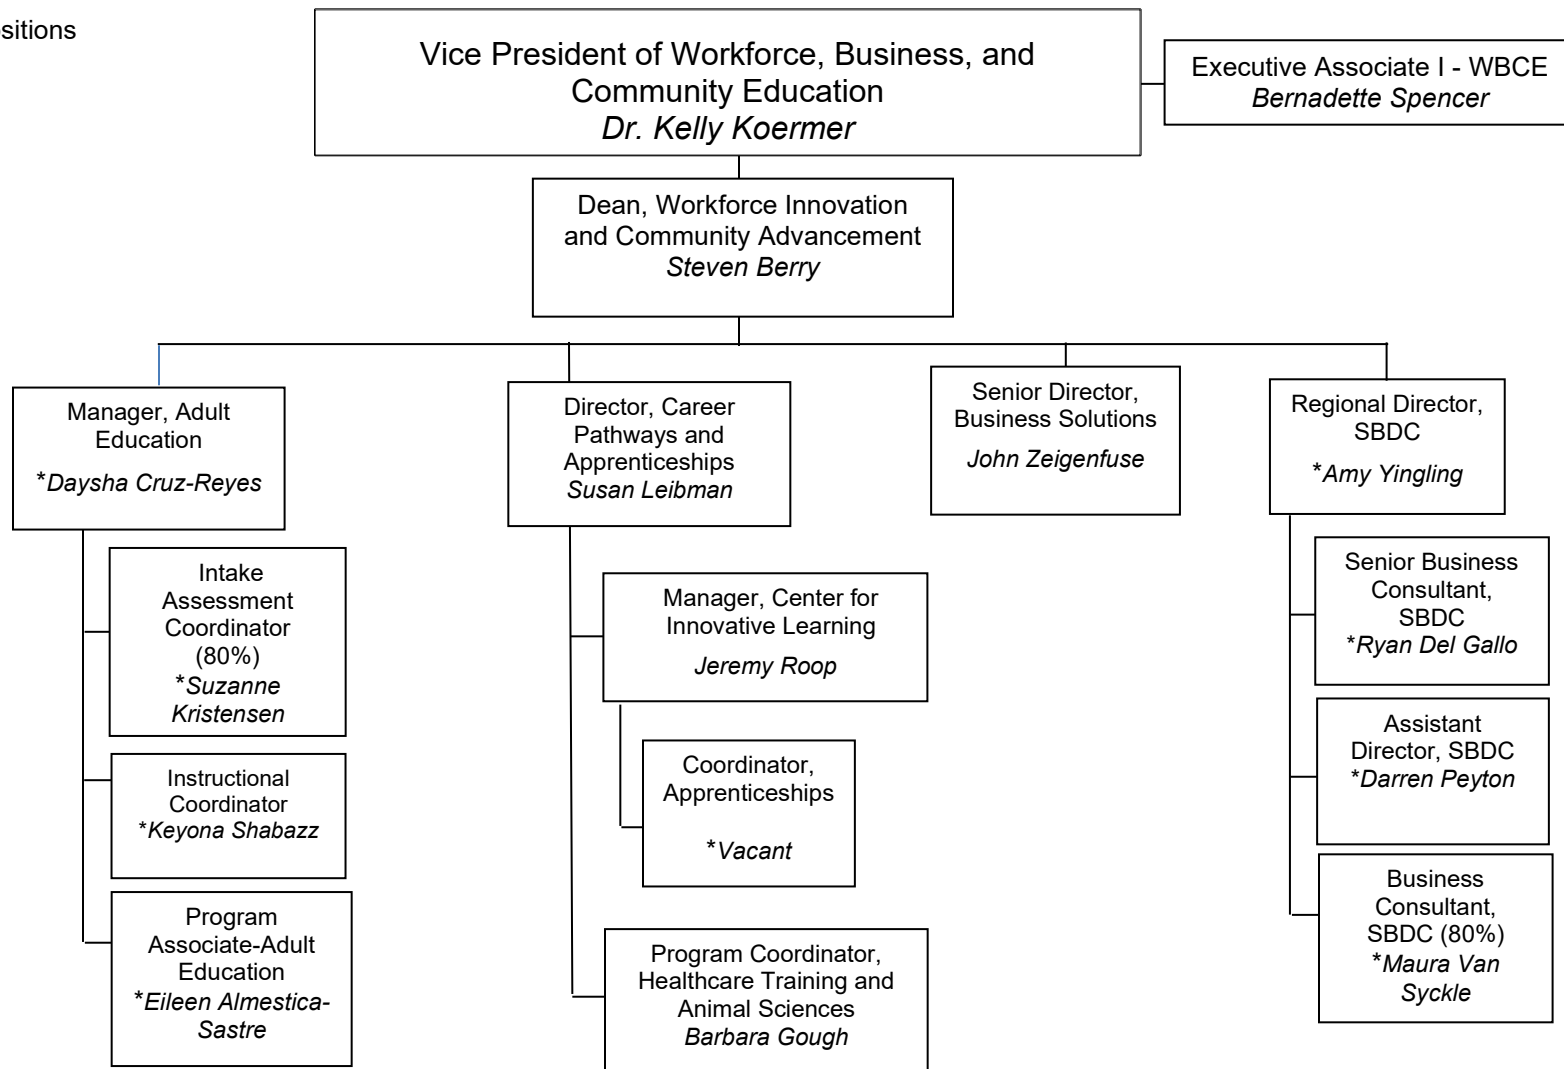 sitions
Vice President of Workforce, Business, and
Community Education
Dr. Kelly Koermer
Executive Associate I - WBCE
Bernadette Spencer
Dean, Workforce Innovation
and Community Advancement
Steven Berry
Manager, Adult
Education
*Daysha Cruz-Reyes
Intake
Assessment
Coordinator
(80%)
*Suzanne
Kristensen
Instructional
Coordinator
*Keyona Shabazz
Program
Associate-Adult
Education
*Eileen Almestica-
Sastre
Director, Career
Pathways and
Apprenticeships
Susan Leibman
Manager, Center for
Innovative Learning
Jeremy Roop
Coordinator,
Apprenticeships
*Vacant
Program Coordinator,
Healthcare Training and
Animal Sciences
Barbara Gough
Senior Director,
Business Solutions
John Zeigenfuse
Regional Director,
SBDC
*Amy Yingling
Senior Business
Consultant,
SBDC
*Ryan Del Gallo
Assistant
Director, SBDC
*Darren Peyton
Business
Consultant,
SBDC (80%)
*Maura Van
Syckle